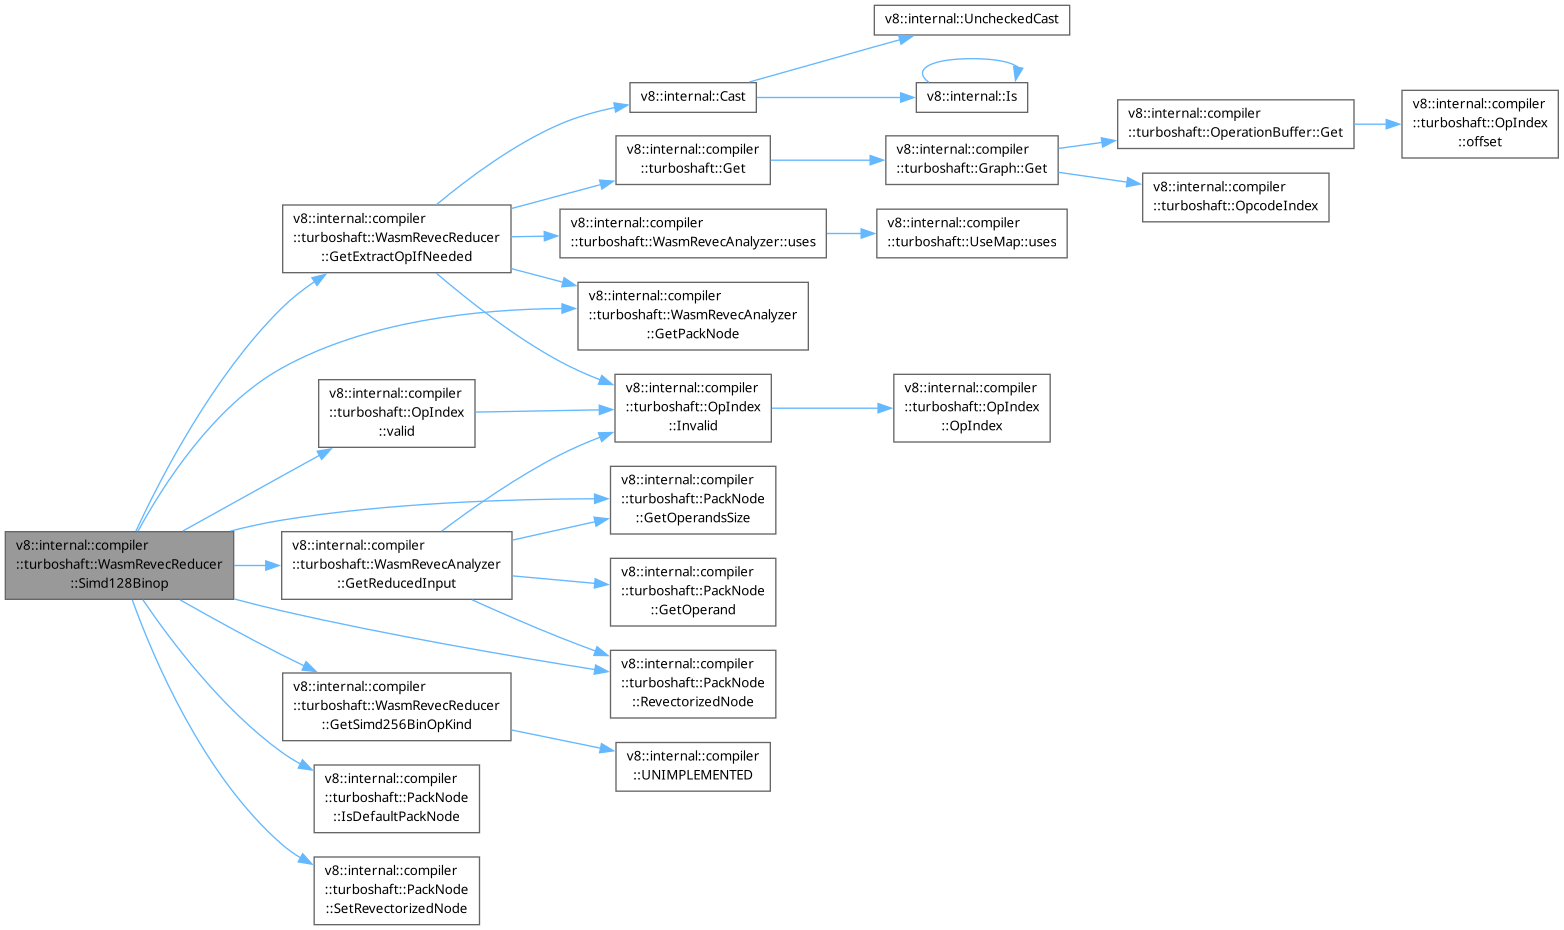 v8::internal::compiler
::turboshaft::WasmRevecReducer
::Simd128Binop
v8::internal::compiler
::turboshaft::WasmRevecReducer
::GetExtractOpIfNeeded
v8::internal::compiler
::turboshaft::OpIndex
::valid
v8::internal::compiler
::turboshaft::WasmRevecAnalyzer
::GetReducedInput
v8::internal::compiler
::turboshaft::WasmRevecReducer
::GetSimd256BinOpKind
v8::internal::compiler
::turboshaft::PackNode
::IsDefaultPackNode
v8::internal::compiler
::turboshaft::PackNode
::SetRevectorizedNode
v8::internal::Cast
v8::internal::compiler
::turboshaft::Get
v8::internal::compiler
::turboshaft::WasmRevecAnalyzer::uses
v8::internal::compiler
::turboshaft::WasmRevecAnalyzer
::GetPackNode
v8::internal::compiler
::turboshaft::OpIndex
::Invalid
v8::internal::compiler
::turboshaft::PackNode
::GetOperandsSize
v8::internal::compiler
::turboshaft::PackNode
::GetOperand
v8::internal::compiler
::turboshaft::PackNode
::RevectorizedNode
v8::internal::compiler
::UNIMPLEMENTED
v8::internal::UncheckedCast
v8::internal::Is
v8::internal::compiler
::turboshaft::Graph::Get
v8::internal::compiler
::turboshaft::UseMap::uses
v8::internal::compiler
::turboshaft::OpIndex
::OpIndex
v8::internal::compiler
::turboshaft::OperationBuffer::Get
v8::internal::compiler
::turboshaft::OpcodeIndex
v8::internal::compiler
::turboshaft::OpIndex
::offset